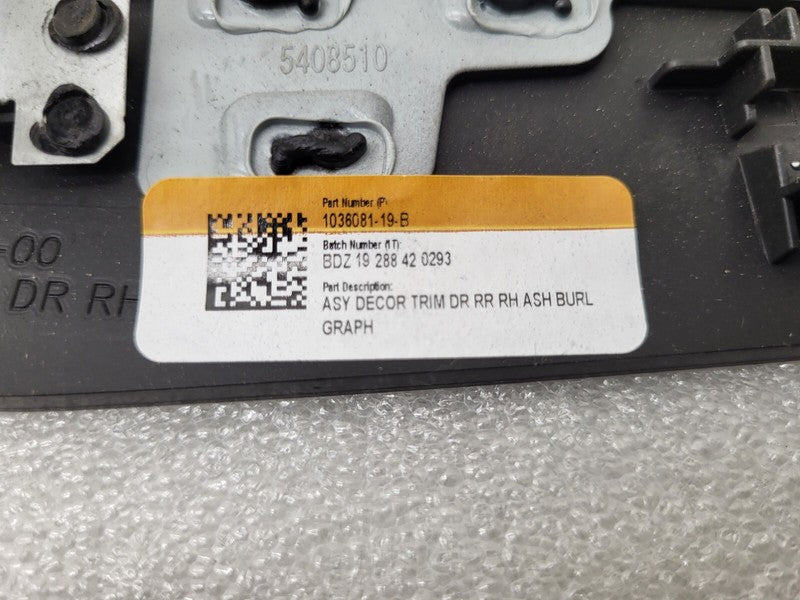 5408510
Part Number (P):
1036081-19-B
Batch Number (1T):
BDZ 19 288 42 0293
Part Description:
ASY DECOR TRIM DR RR RH ASH BURL
GRAPH
-00
DR RH